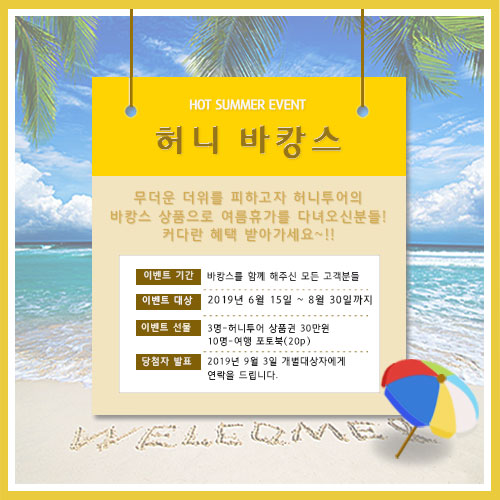 HOT SUMMER EVENT
허니 바캉스
무더운 더위를 피하고자 허니투어의
바캉스 상품으로 여름휴가를 다녀오신분들!
커다란 혜택 받아가세요~!!
이벤트 기간 바캉스를 함께 해주신 모든 고객분들
이벤트 대상 2019년 6월 15일 ~ 8월 30일까지
이벤트 선물 3명-허니투어 상품권 30만원
10명-여행 포토북(20p)
당첨자 발표 2019년 9월 3일 개별대상자에게
연락을 드립니다.
WELCOME